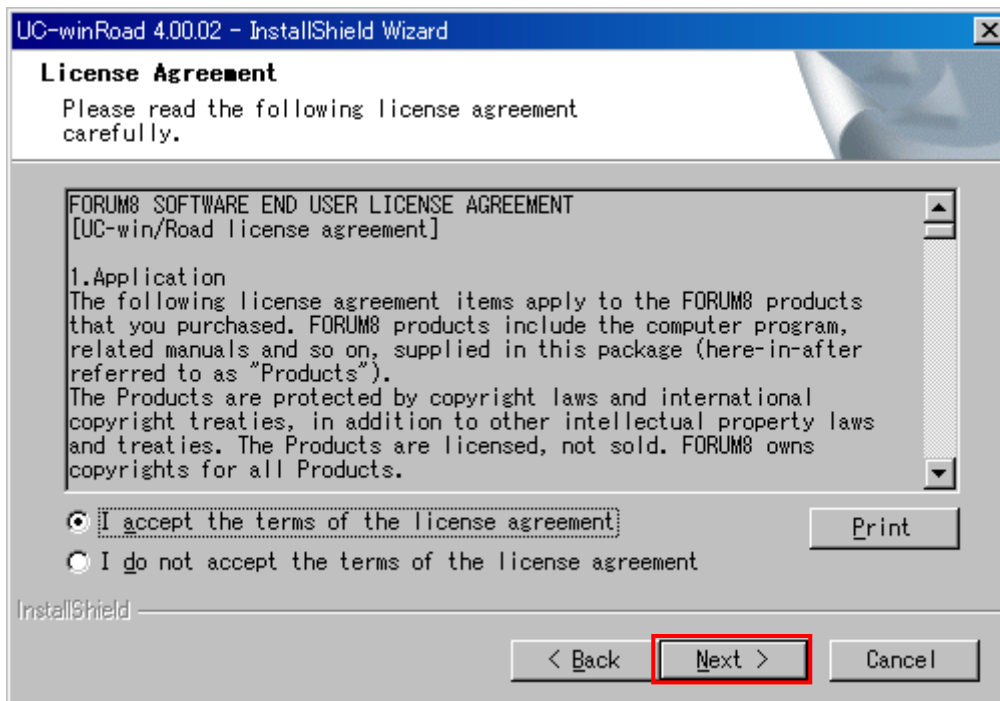 UC-winRoad 4.00.02 - InstallShield Wizard
License Agreement
Please read the following license agreement
carefully.
FORUM8 SOFTWARE END USER LICENSE AGREEMENT
[UC-win/Road license agreement]
1.Application
The following license agreement items apply to the FORUM8 products
that you purchased. FORUM8 products include the computer program,
related manuals and so on, supplied in this package (here-in-after
referred to as "Products").
The Products are protected by copyright laws and international
copyright treaties, in addition to other intellectual property laws
and treaties. The Products are licensed, not sold. FORUM8 owns
copyrights for all Products.
I accept the terms of the license agreement
Print
I do not accept the terms of the license agreement
InstallShield
< Back
Next >
Cancel